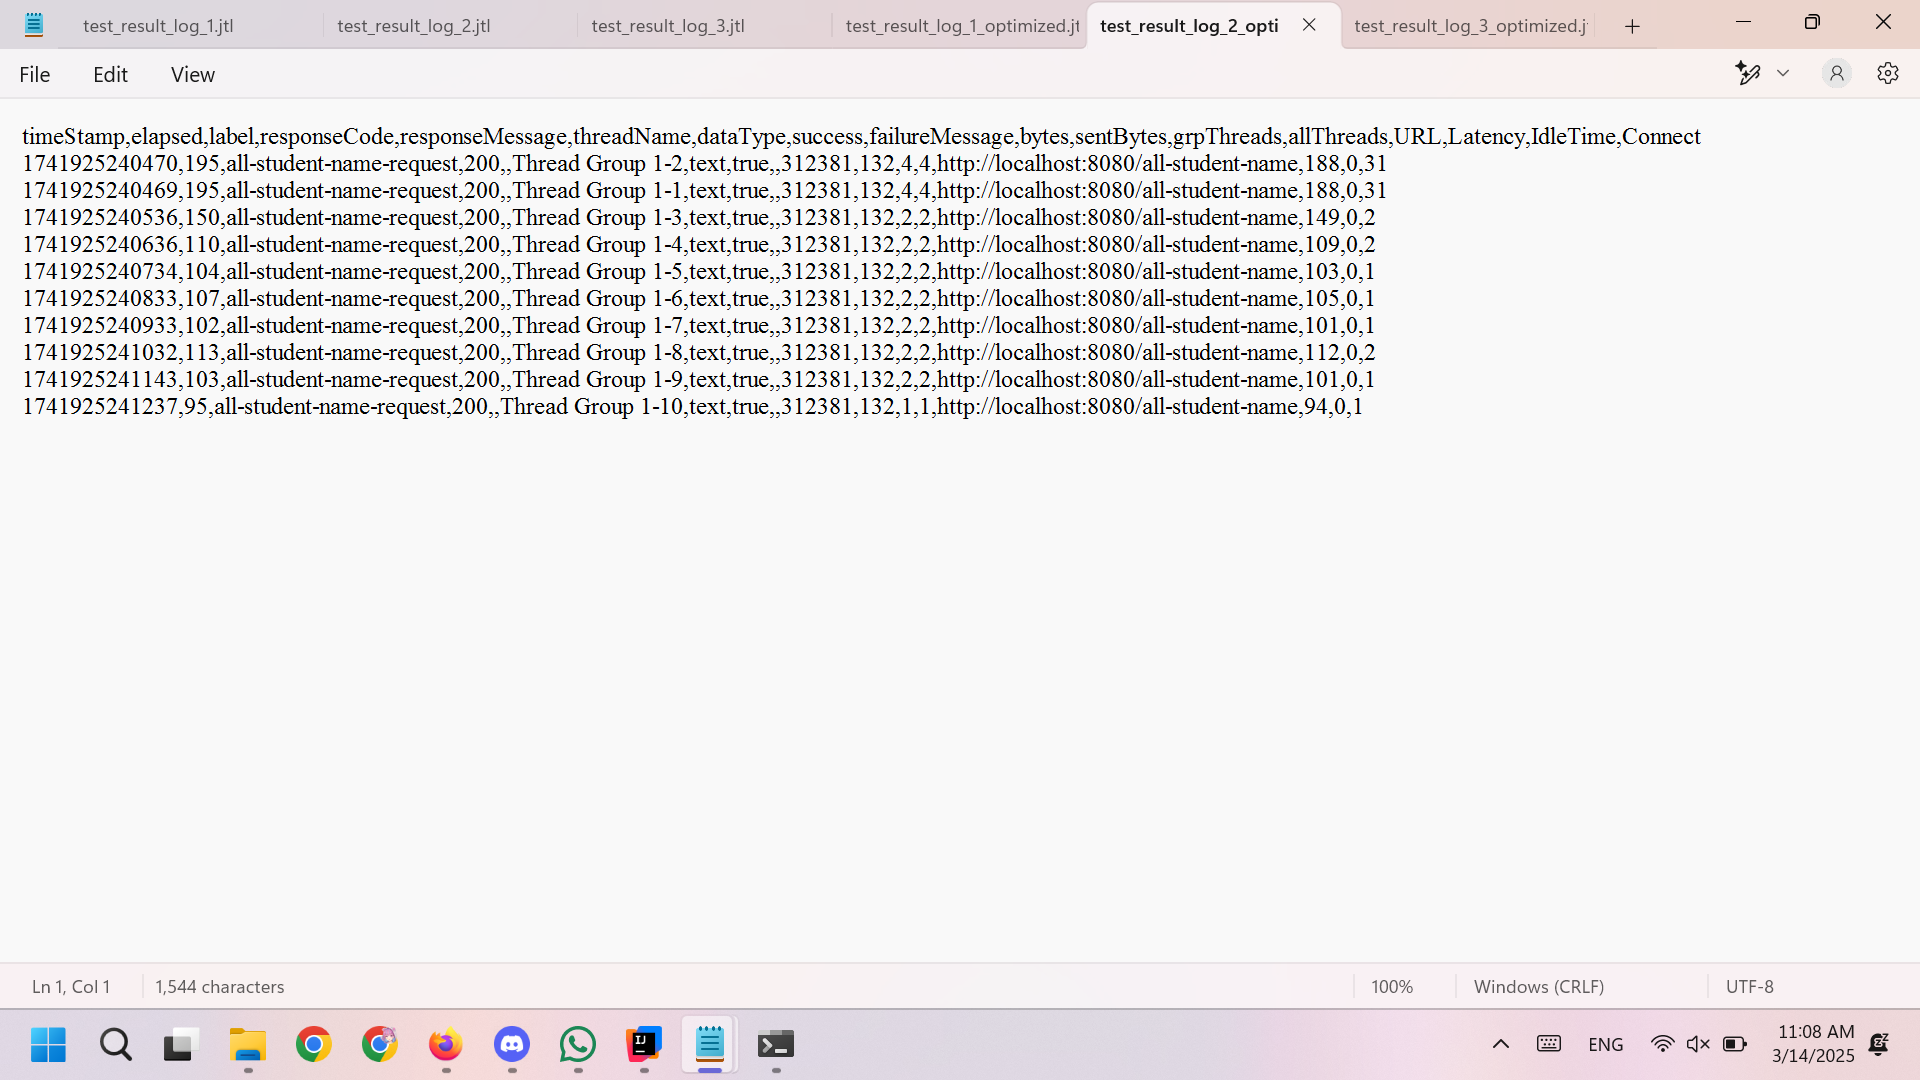 test_result_log_1.jtl
test_result_log_2.jtl
test_result_log_3.jtl
test_result_log_1_optimized.jt
test_result_log_2_opti
test_result_log_3_optimized.j
File
Edit
View
timeStamp,elapsed,label,responseCode,responseMessage,threadName,dataType,success,failureMessage,bytes,sentBytes,grpThreads,allThreads,URL,Latency,IdleTime,Connect
1741925240470,195,all-student-name-request,200,,Thread Group 1-2,text,true,,312381,132,4,4,http://localhost:8080/all-student-name,188,0,31
1741925240469,195,all-student-name-request,200,,Thread Group 1-1,text,true,,312381,132,4,4,http://localhost:8080/all-student-name,188,0,31
1741925240536,150,all-student-name-request,200,,Thread Group 1-3,text,true,,312381,132,2,2,http://localhost:8080/all-student-name,149,0,2
1741925240636,110,all-student-name-request,200,,Thread Group 1-4,text,true,,312381,132,2,2,http://localhost:8080/all-student-name,109,0,2
1741925240734,104,all-student-name-request,200,,Thread Group 1-5,text,true,,312381,132,2,2,http://localhost:8080/all-student-name,103,0,1
1741925240833,107,all-student-name-request,200,,Thread Group 1-6,text,true,,312381,132,2,2,http://localhost:8080/all-student-name,105,0,1
1741925240933,102,all-student-name-request,200,,Thread Group 1-7,text,true,,312381,132,2,2,http://localhost:8080/all-student-name,101,0,1
1741925241032,113,all-student-name-request,200,,Thread Group 1-8,text,true,,312381,132,2,2,http://localhost:8080/all-student-name,112,0,2
1741925241143,103,all-student-name-request,200,,Thread Group 1-9,text,true,,312381,132,2,2,http://localhost:8080/all-student-name,101,0,1
1741925241237,95,all-student-name-request,200,,Thread Group 1-10,text,true,,312381,132,1,1,http://localhost:8080/all-student-name,94,0,1
Ln 1, Col 1
1,544 characters
100%
Windows (CRLF)
UTF-8
IJ
ENG
11:08 AM
3/14/2025